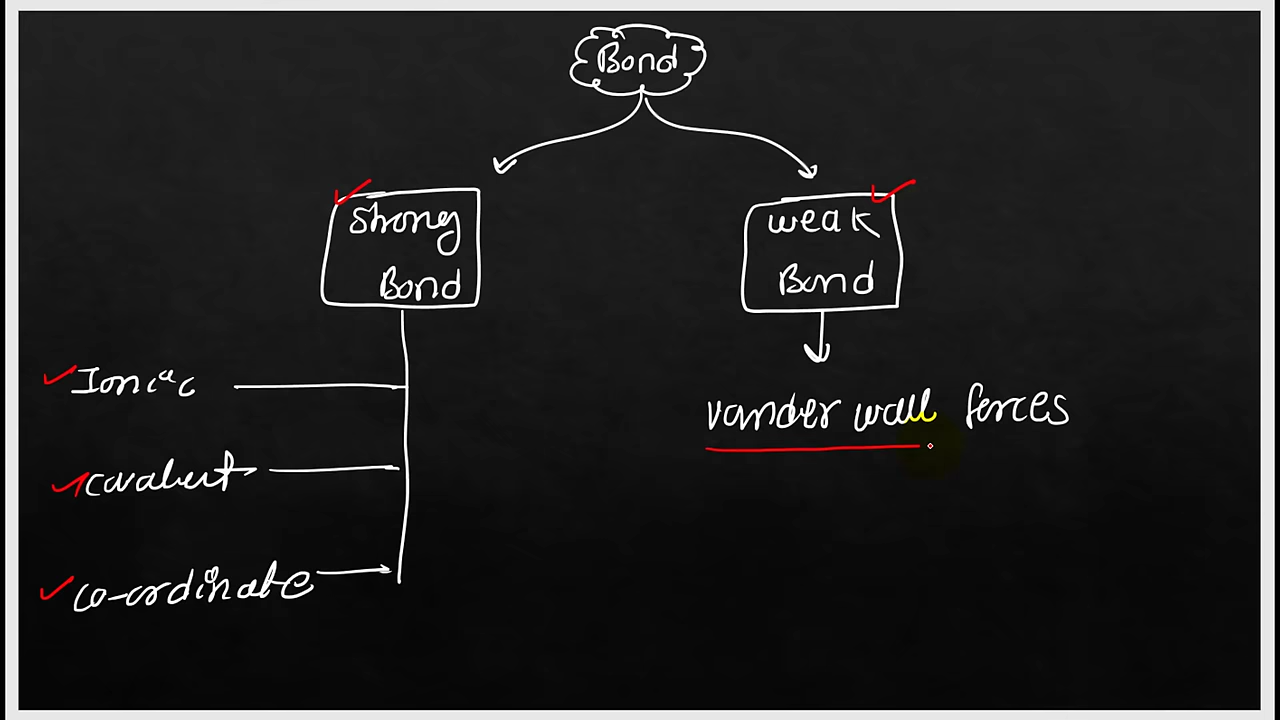 Bond
Strong
Bond
weak
Bond
Ionic
covalent
co-ordinate
vander wall forces